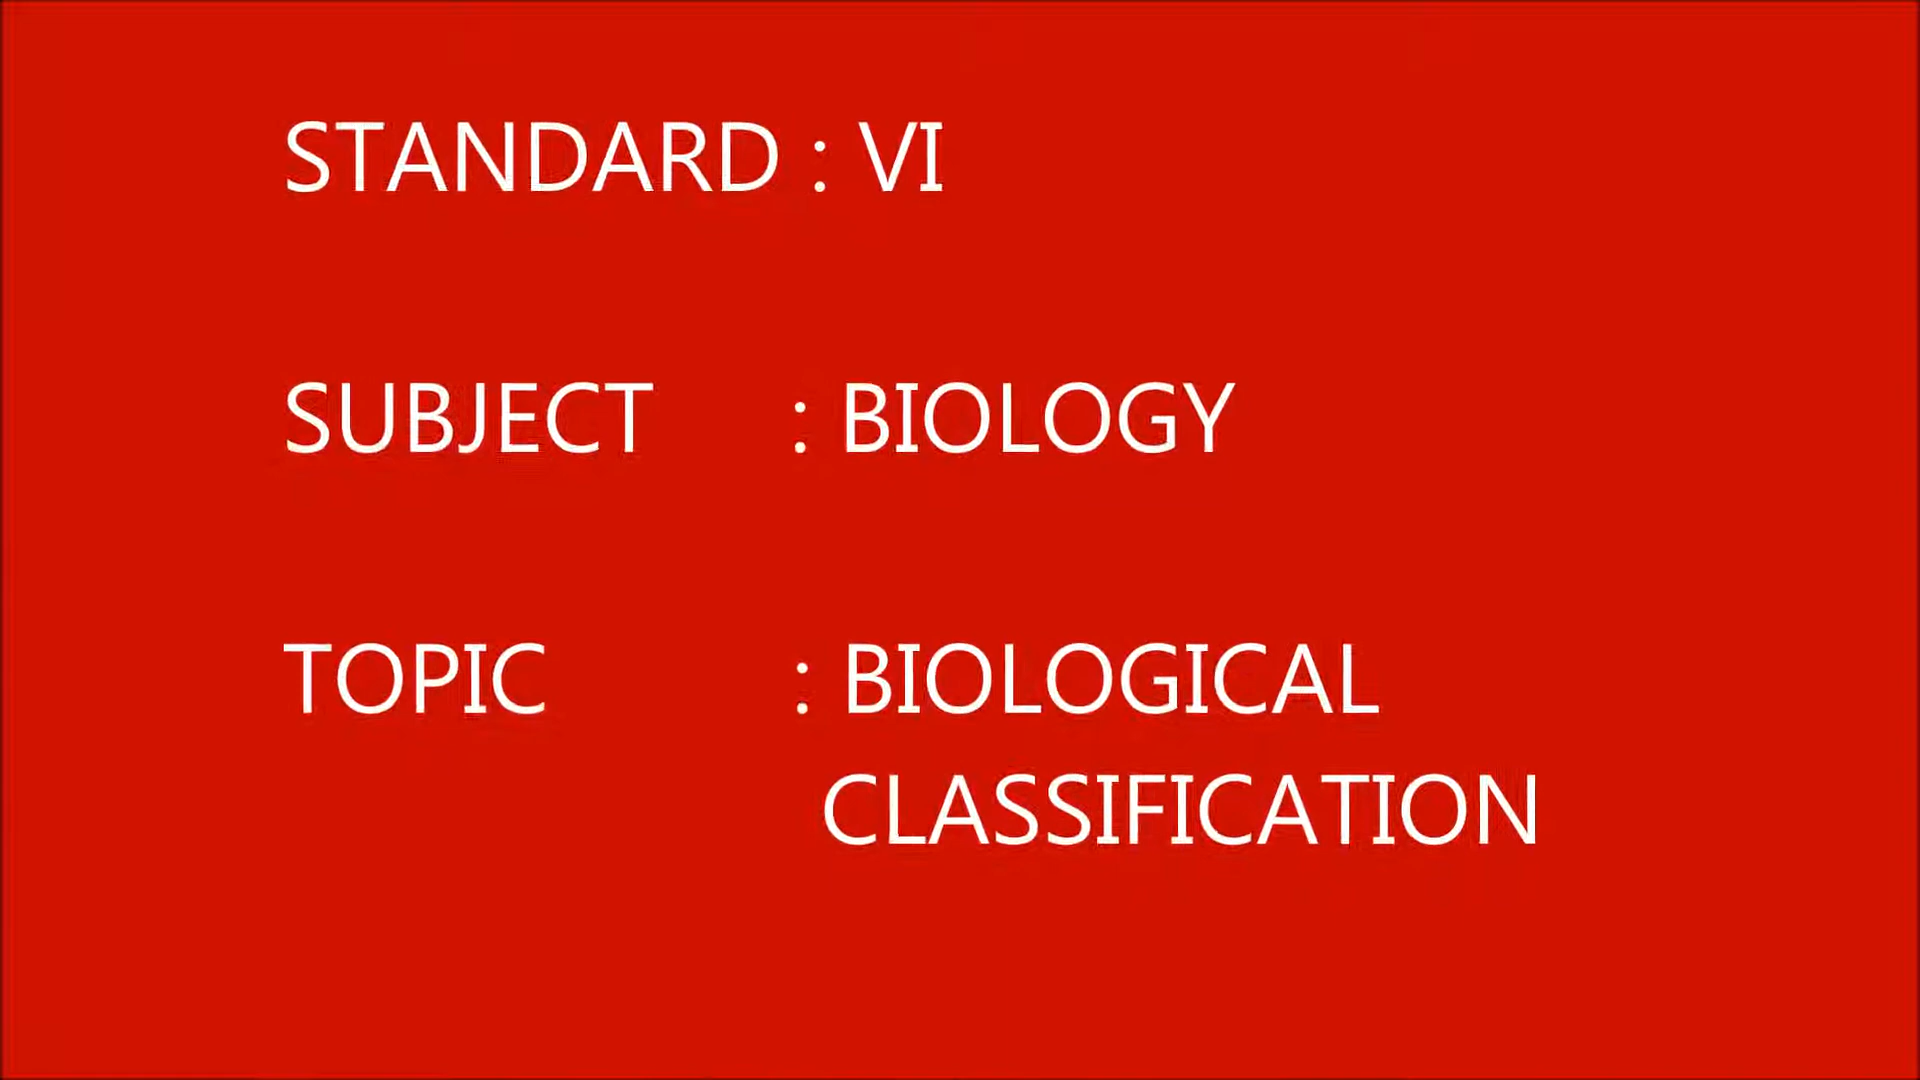 STANDARD : VI
SUBJECT : BIOLOGY
TOPIC : BIOLOGICAL
CLASSIFICATION